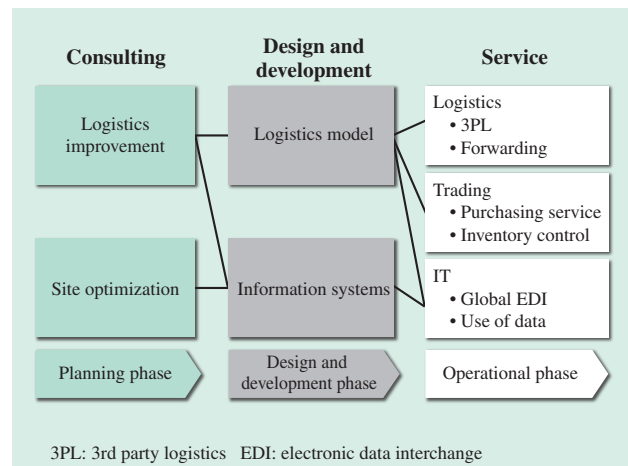 Consulting
Design and
development
Service
Logistics
improvement
Logistics model
Logistics
• 3PL
• Forwarding
Trading
• Purchasing service
• Inventory control
Site optimization
Information systems
IT
• Global EDI
• Use of data
Planning phase
Design and
development phase
Operational phase
3PL: 3rd party logistics   EDI: electronic data interchange